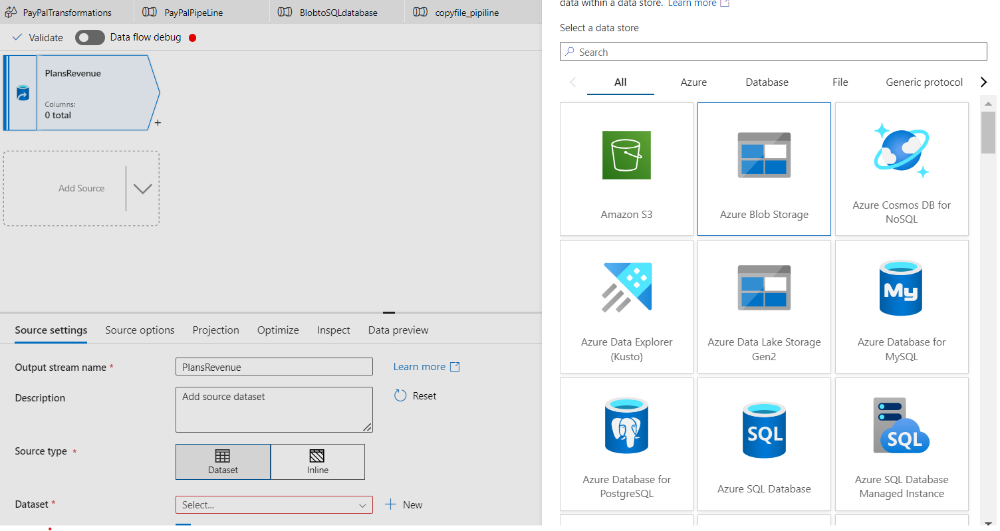 PayPalTransformations
PayPalPipeLine
BlobtoSQLdatabase
copyfile_pipiline
Validate
Data flow debug
PlansRevenue
Columns:
0 total
+
Add Source
Source settings
Source options
Projection
Optimize
Inspect
Data preview
Output stream name *
PlansRevenue
Learn more
Description
Add source dataset
Reset
Source type *
Dataset
Inline
Dataset *
Select...
New
data within a data store. Learn more
Select a data store
Search
All
Azure
Database
File
Generic protocol
Amazon S3
Azure Blob Storage
Azure Cosmos DB for
NoSQL
Azure Data Explorer
(Kusto)
Azure Data Lake Storage
Gen2
My
Azure Database for
MySQL
Azure Database for
PostgreSQL
SQL
Azure SQL Database
SQL
Azure SQL Database
Managed Instance